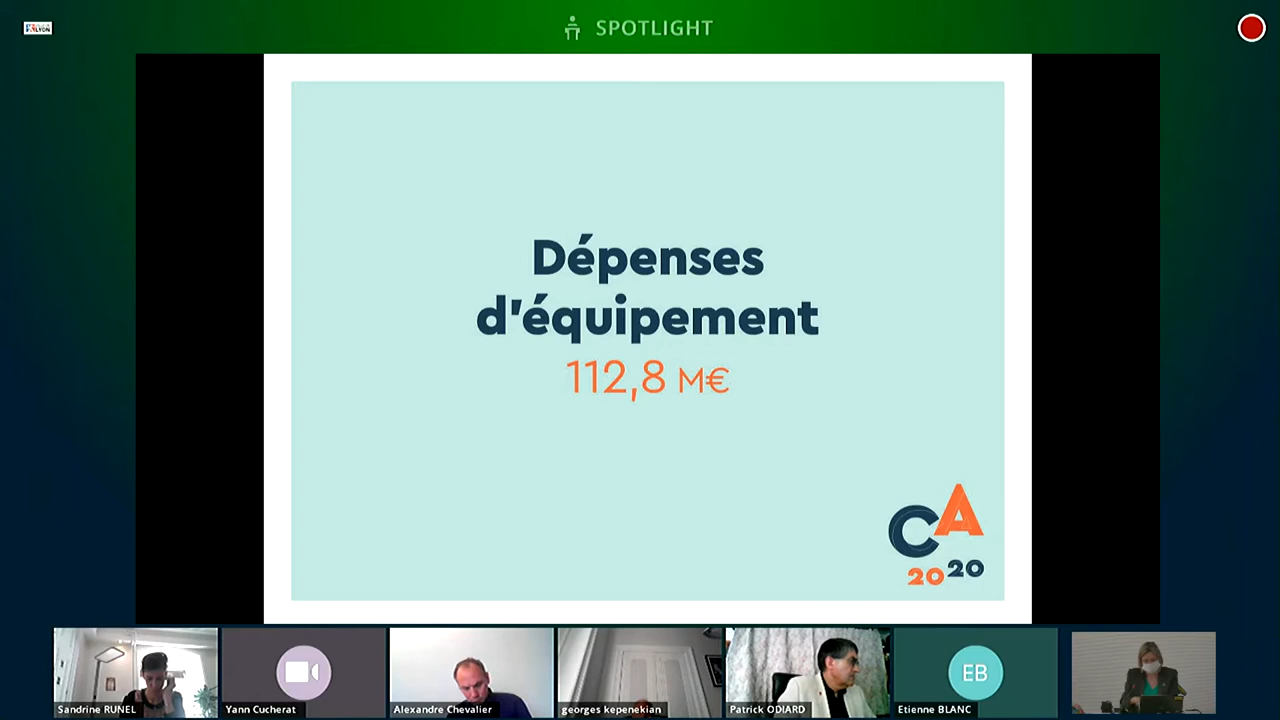 LYON
SPOTLIGHT
Dépenses
d'équipement
112,8 M€
CA
2020
Sandrine RUNEL
Yann Cucherat
Alexandre Chevalier
georges kepenekian
Patrick ODIARD
EB
Etienne BLANC